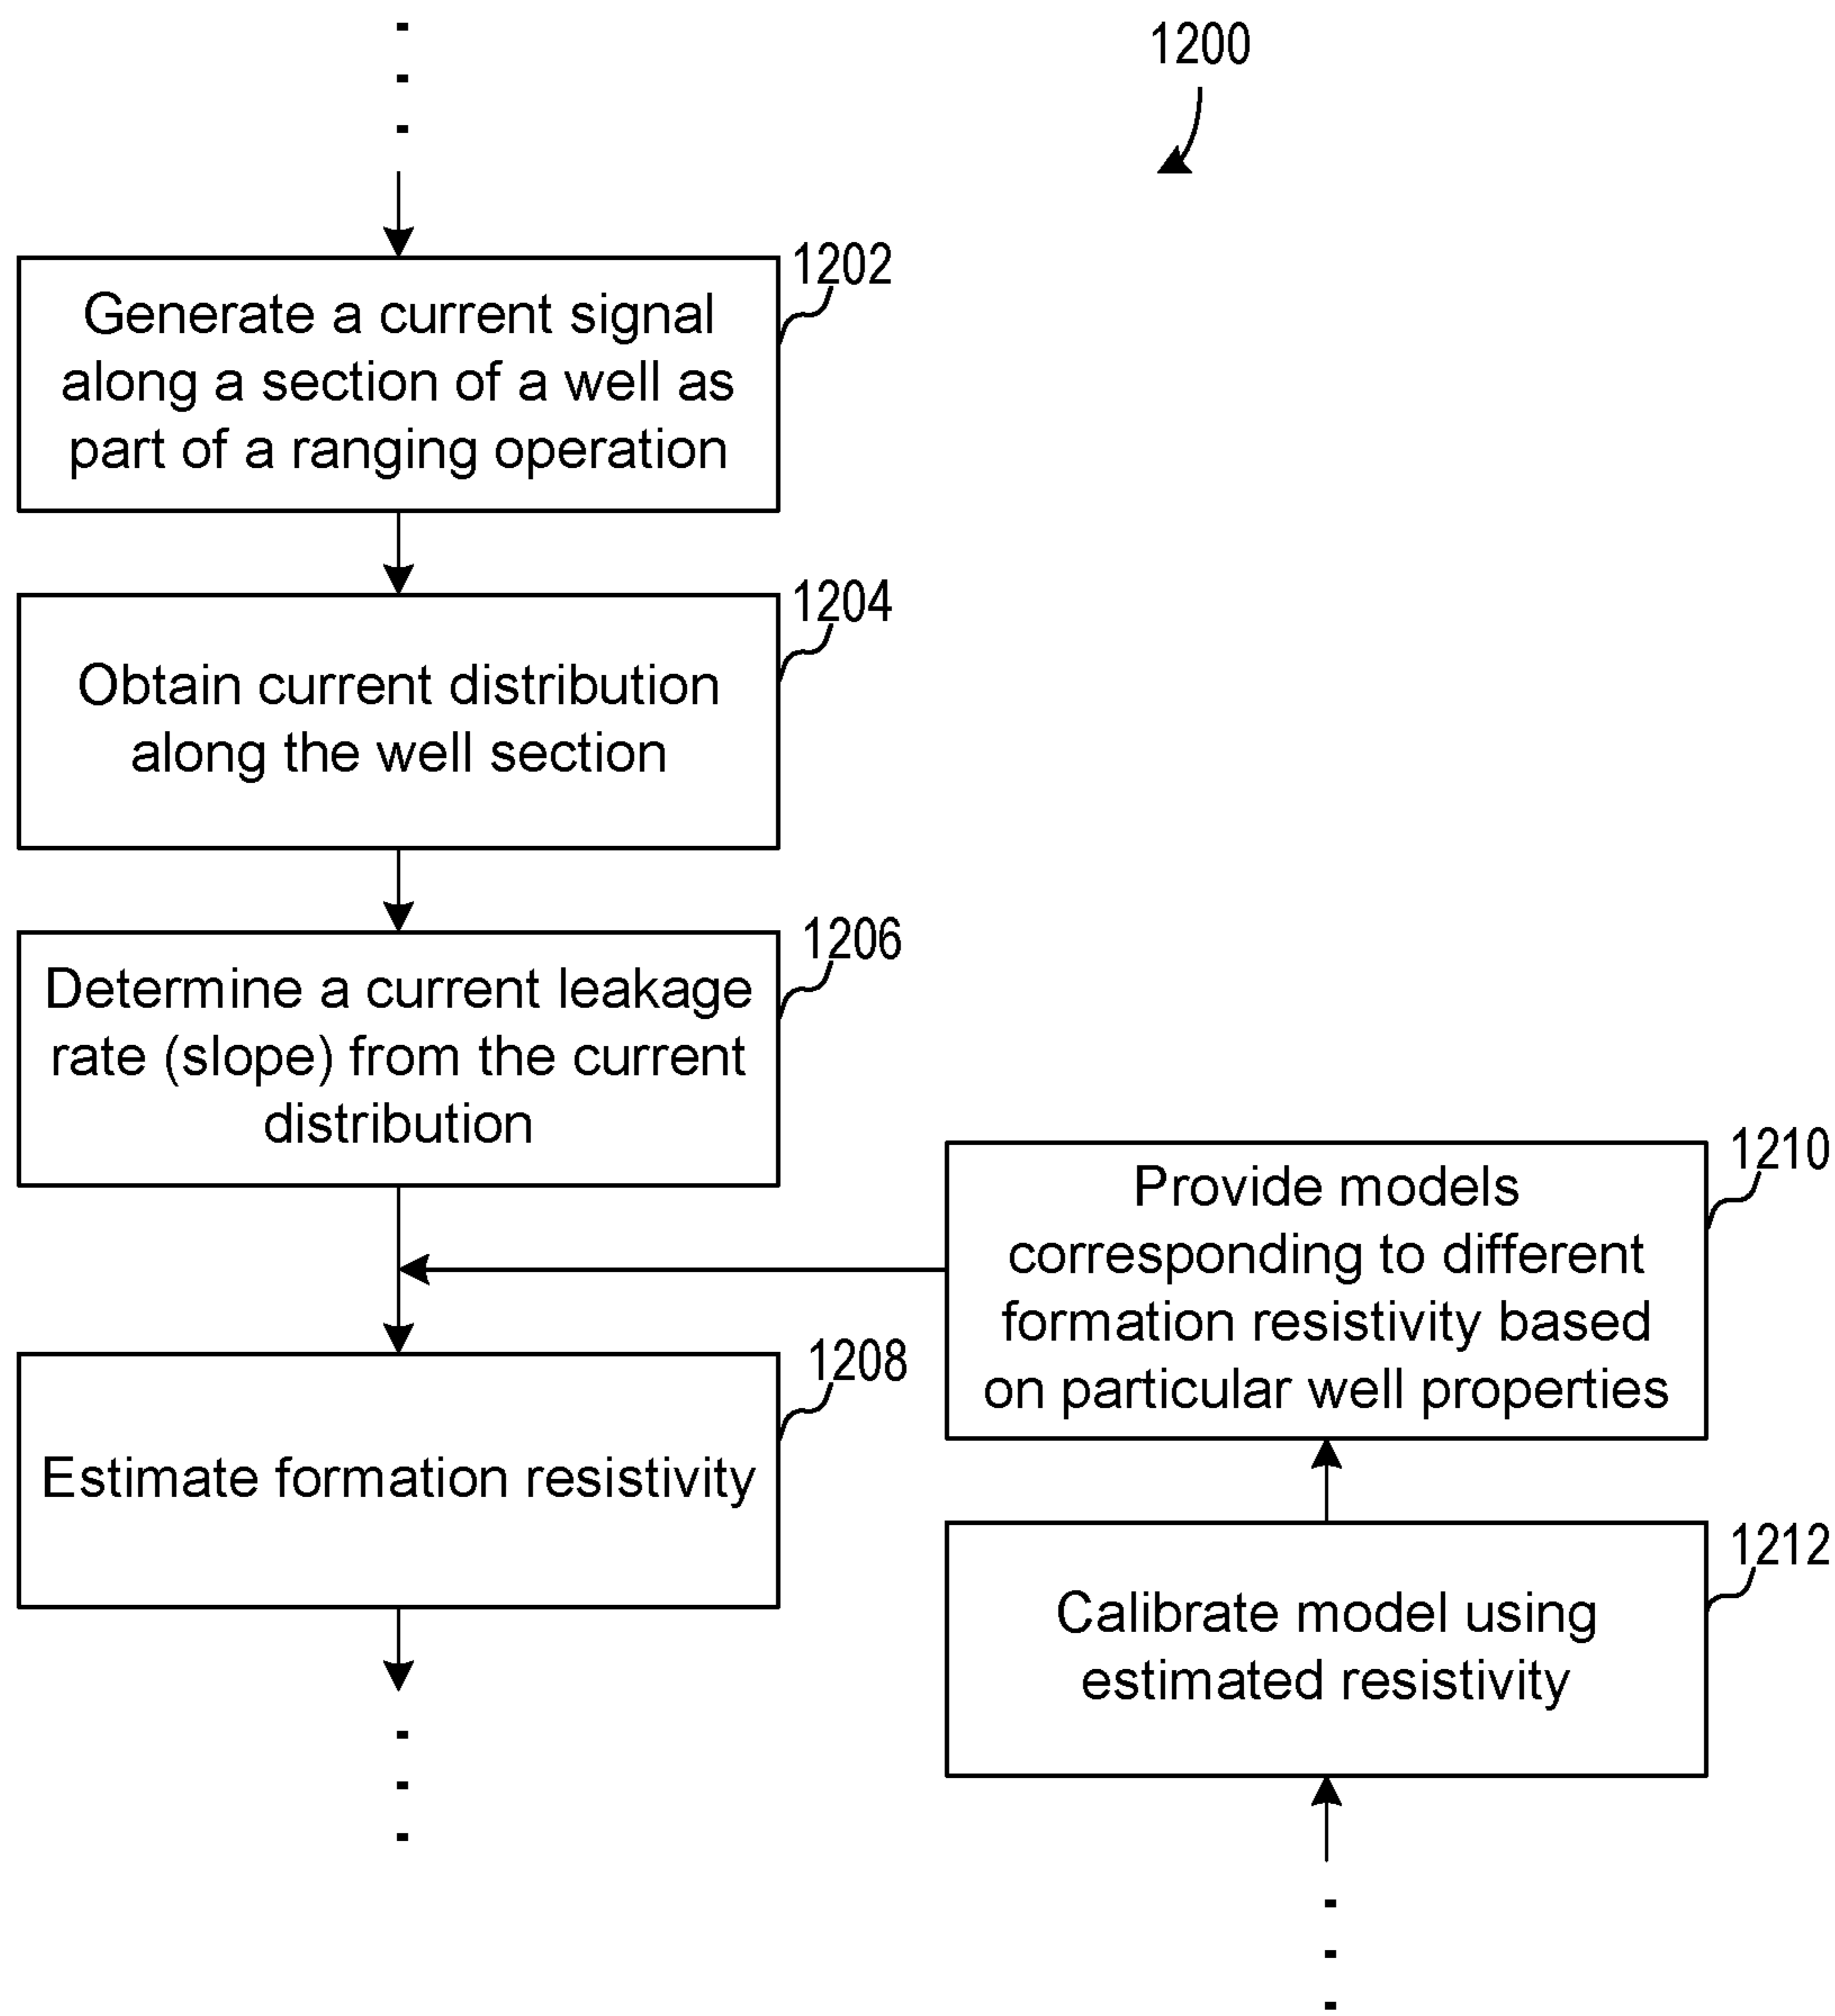 1200
1202
Generate a current signal
along a section of a well as
part of a ranging operation
1204
Obtain current distribution
along the well section
1206
Determine a current leakage
rate (slope) from the current
distribution
1210
Provide models
corresponding to different
formation resistivity based
on particular well properties
1208
Estimate formation resistivity
1212
Calibrate model using
estimated resistivity